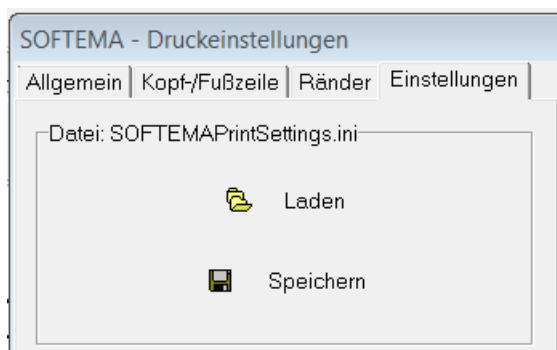 SOFTEMA - Druckeinstellungen
Allgemein Kopf-/Fußzeile Ränder Einstellungen
Datei: SOFTEMAPrintSettings.ini
Laden
Speichern